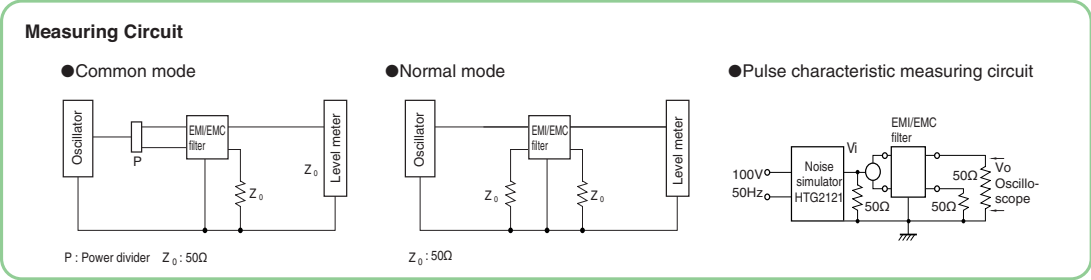 Measuring Circuit
●Common mode
Oscillator
P
EMI/EMC
filter
Z0
Z0
Level meter
P : Power divider Z0 : 50Ω
●Normal mode
Oscillator
EMI/EMC
filter
Z0
Z0
Level meter
Z0 : 50Ω
●Pulse characteristic measuring circuit
100V
50Hz
Noise
simulator
HTG2121
Vi
50Ω
EMI/EMC
filter
50Ω
50Ω
Vo
Oscillo-
scope